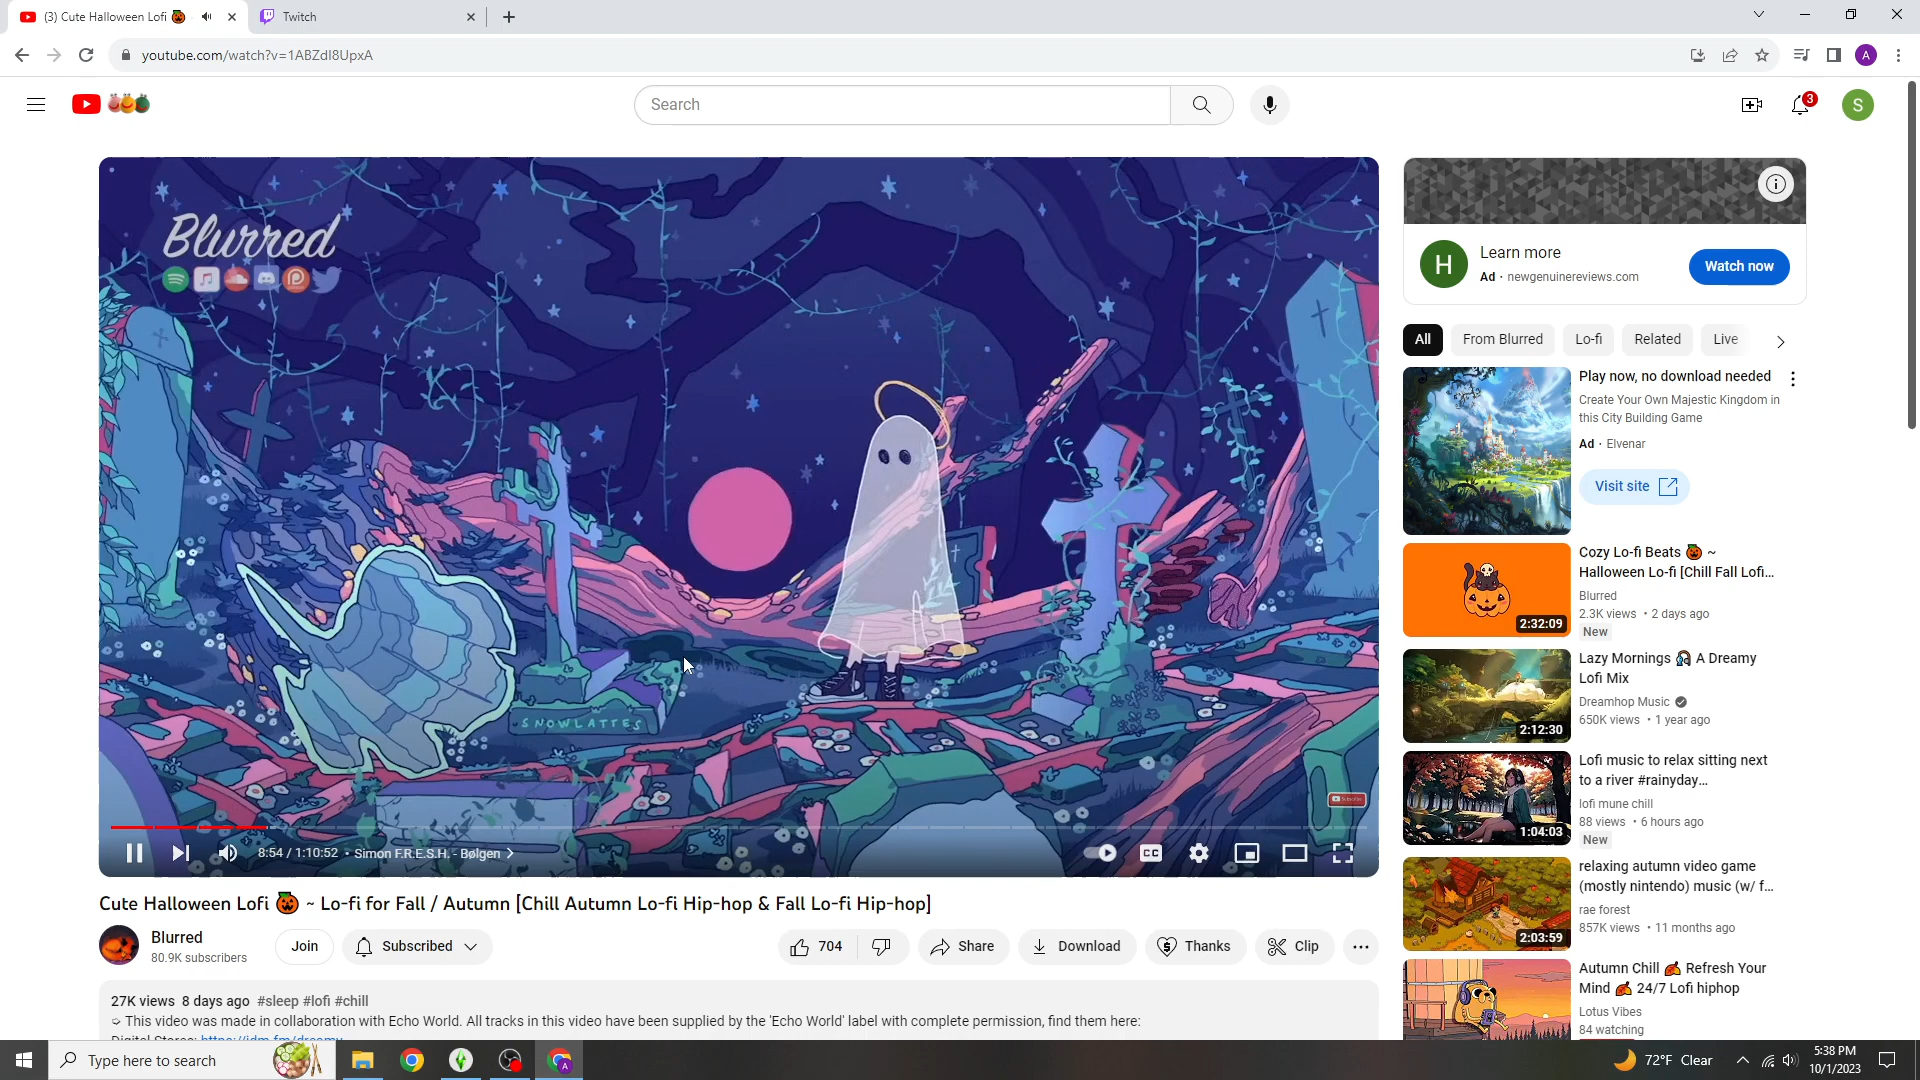 (3) Cute Halloween Lofi 🎃
Twitch
youtube.com/watch?v=1ABZdI8UpxA
A
Search
3
S
Blurred
SNOWLATTES
8:54 / 1:10:52 • Simon F.R.E.S.H. - Bølgen
CC
Cute Halloween Lofi 🎃 ~ Lo-fi for Fall / Autumn [Chill Autumn Lo-fi Hip-hop & Fall Lo-fi Hip-hop]
Blurred
80.9K subscribers
Join
Subscribed
704
Share
Download
Thanks
Clip
27K views 8 days ago #sleep #lofi #chill
➭ This video was made in collaboration with Echo World. All tracks in this video have been supplied by the 'Echo World' label with complete permission, find them here:
H
Learn more
Ad · newgenuinereviews.com
Watch now
All
From Blurred
Lo-fi
Related
Live
Play now, no download needed
Create Your Own Majestic Kingdom in
this City Building Game
Ad · Elvenar
Visit site
2:32:09
Cozy Lo-fi Beats 🎃 ~
Halloween Lo-fi [Chill Fall Lofi...
Blurred
2.3K views • 2 days ago
New
2:12:30
Lazy Mornings 🎧 A Dreamy
Lofi Mix
Dreamhop Music
650K views • 1 year ago
1:04:03
Lofi music to relax sitting next
to a river #rainyday...
lofi mune chill
88 views • 6 hours ago
New
2:03:59
relaxing autumn video game
(mostly nintendo) music (w/ f...
rae forest
857K views • 11 months ago
Autumn Chill 🍂 Refresh Your
Mind 🍂 24/7 Lofi hiphop
Lotus Vibes
84 watching
Type here to search
72°F Clear
5:38 PM
10/1/2023